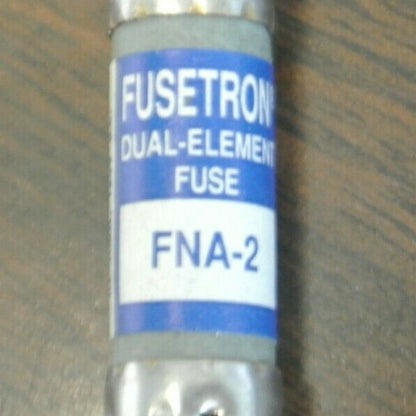 FUSETRON®
DUAL-ELEMENT
FUSE
FNA-2